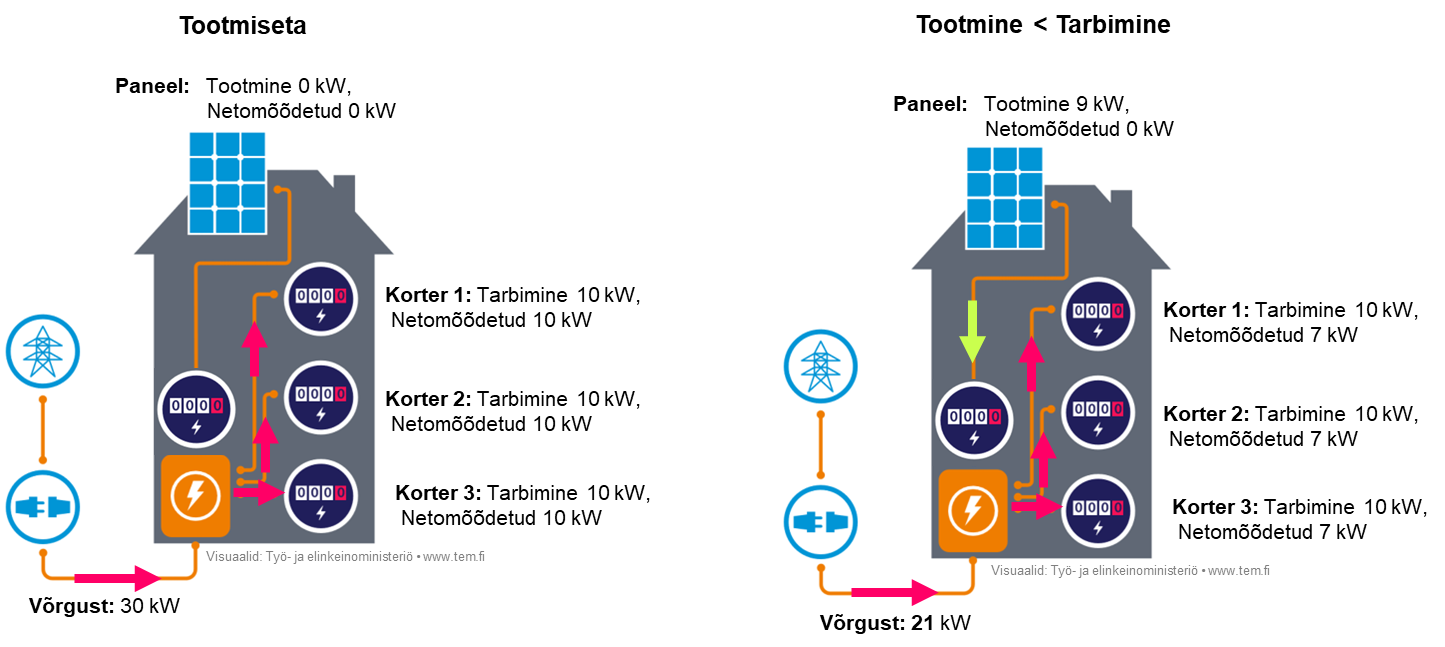 Tootmiseta
Paneel: Tootmine 0 kW,
Netomõõdetud 0 kW
0000
Korter 1: Tarbimine 10 kW,
Netomõõdetud 10 kW
0000
Korter 2: Tarbimine 10 kW,
Netomõõdetud 10 kW
0000
0000
Korter 3: Tarbimine 10 kW,
Netomõõdetud 10 kW
Visuaalid: Työ- ja elinkeinoministeriö • www.tem.fi
Võrgust: 30 kW
Tootmine < Tarbimine
Paneel: Tootmine 9 kW,
Netomõõdetud 0 kW
0000
Korter 1: Tarbimine 10 kW,
Netomõõdetud 7 kW
0000
Korter 2: Tarbimine 10 kW,
Netomõõdetud 7 kW
0000
0000
Korter 3: Tarbimine 10 kW,
Netomõõdetud 7 kW
Visuaalid: Työ- ja elinkeinoministeriö • www.tem.fi
Võrgust: 21 kW